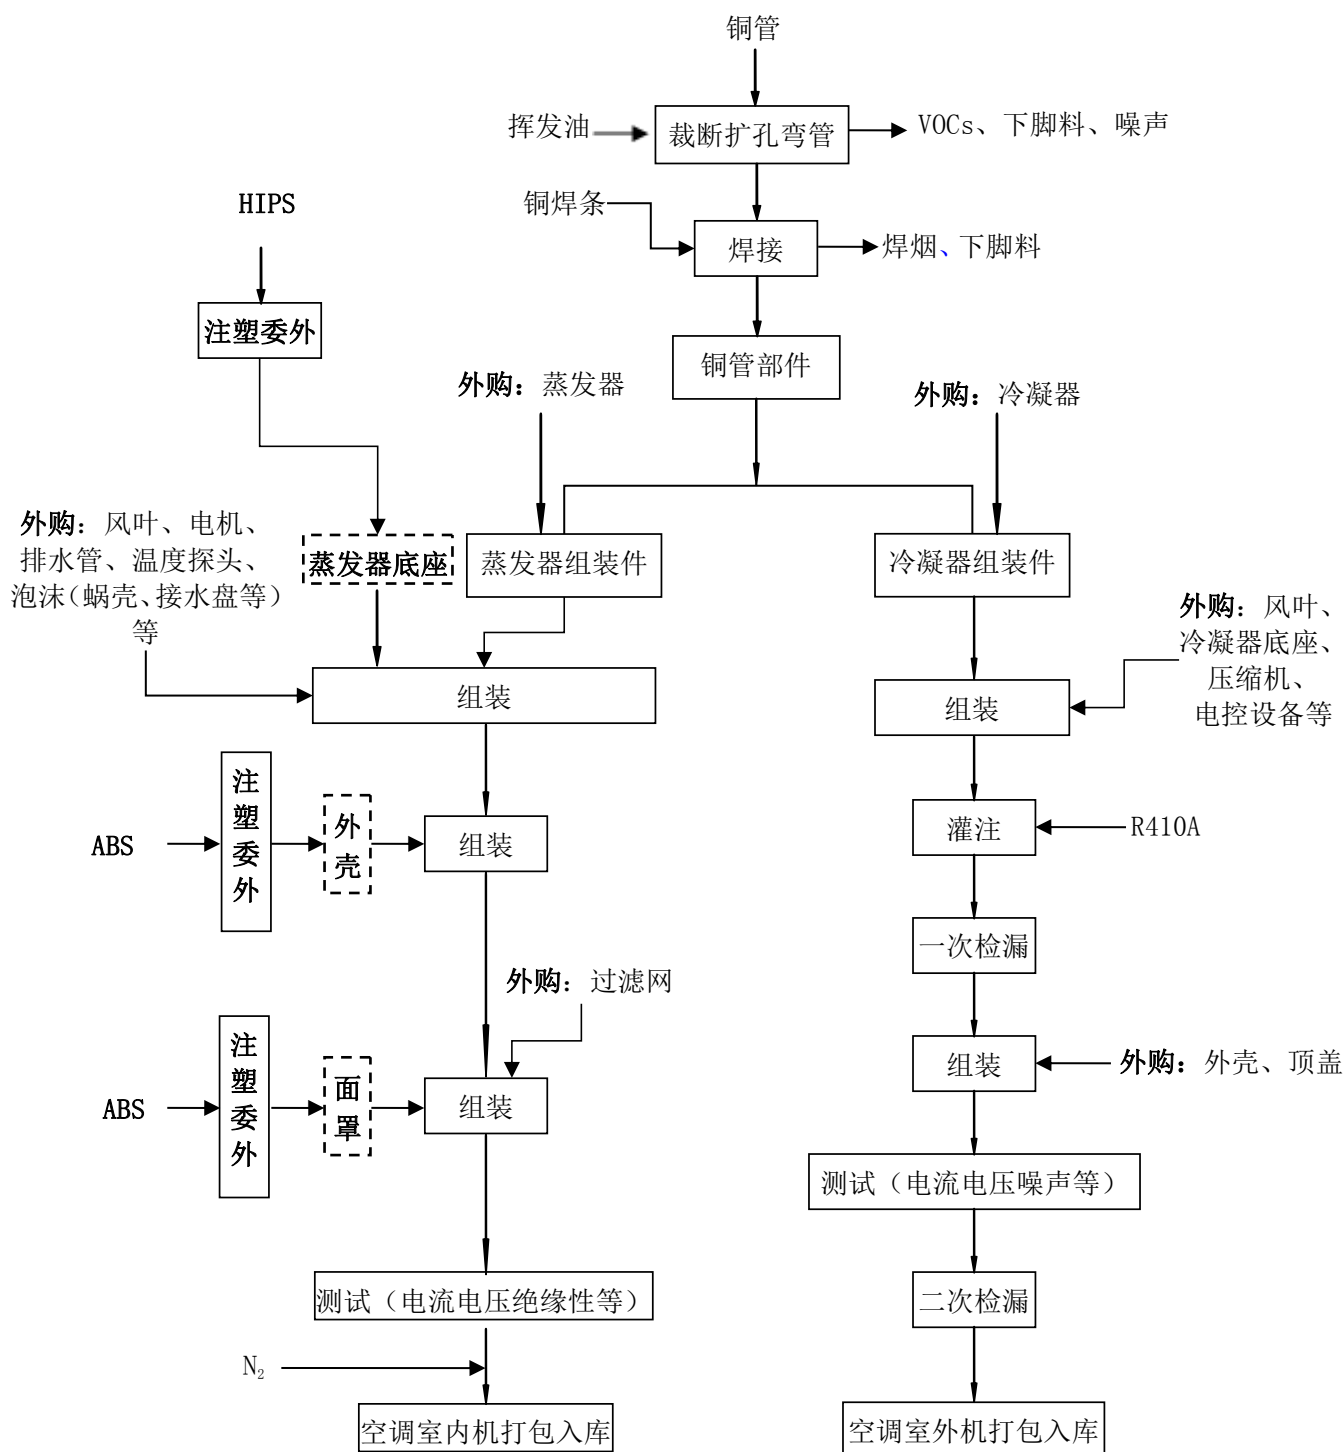 铜管
挥发油
裁断扩孔弯管
VOCs、下脚料、噪声
HIPS
铜焊条
焊接
焊烟、下脚料
注塑委外
铜管部件
外购：蒸发器
外购：冷凝器
外购：风叶、电机、
排水管、温度探头、
泡沫（蜗壳、接水盘等）
等
蒸发器底座
蒸发器组装件
冷凝器组装件
外购：风叶、
冷凝器底座、
压缩机、
电控设备等
组装
组装
ABS
注
塑
委
外
外
壳
组装
灌注
R410A
一次检漏
外购：过滤网
ABS
注
塑
委
外
面
罩
组装
组装
外购：外壳、顶盖
测试（电流电压噪声等）
测试（电流电压绝缘性等）
二次检漏
N₂
空调室内机打包入库
空调室外机打包入库